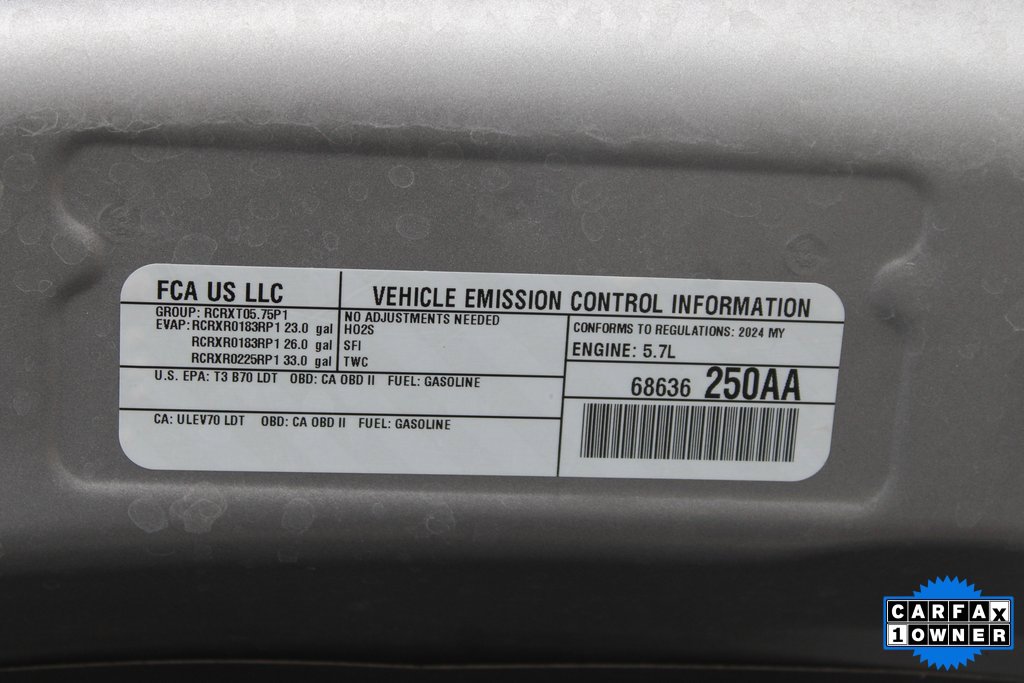 FCA US LLC
VEHICLE EMISSION CONTROL INFORMATION
GROUP: RCRXT05.75P1
EVAP: RCRXR0183RP1 23.0 gal
RCRXR0183RP1 26.0 gal
RCRXR0225RP1 33.0 gal
NO ADJUSTMENTS NEEDED
HO2S
SFI
TWC
CONFORMS TO REGULATIONS: 2024 MY
ENGINE: 5.7L
U.S. EPA: T3 B70 LDT OBD: CA OBD II FUEL: GASOLINE
CA: ULEV70 LDT OBD: CA OBD II FUEL: GASOLINE
68636 250AA
CARFAX
1 OWNER